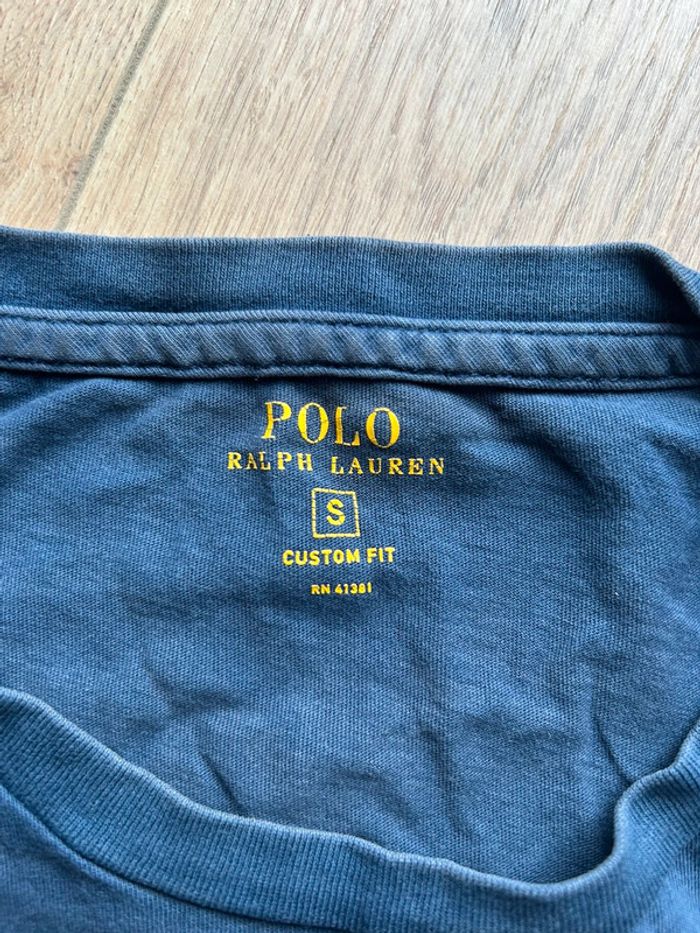 POLO
RALPH LAUREN
S
CUSTOM FIT
RN 41381